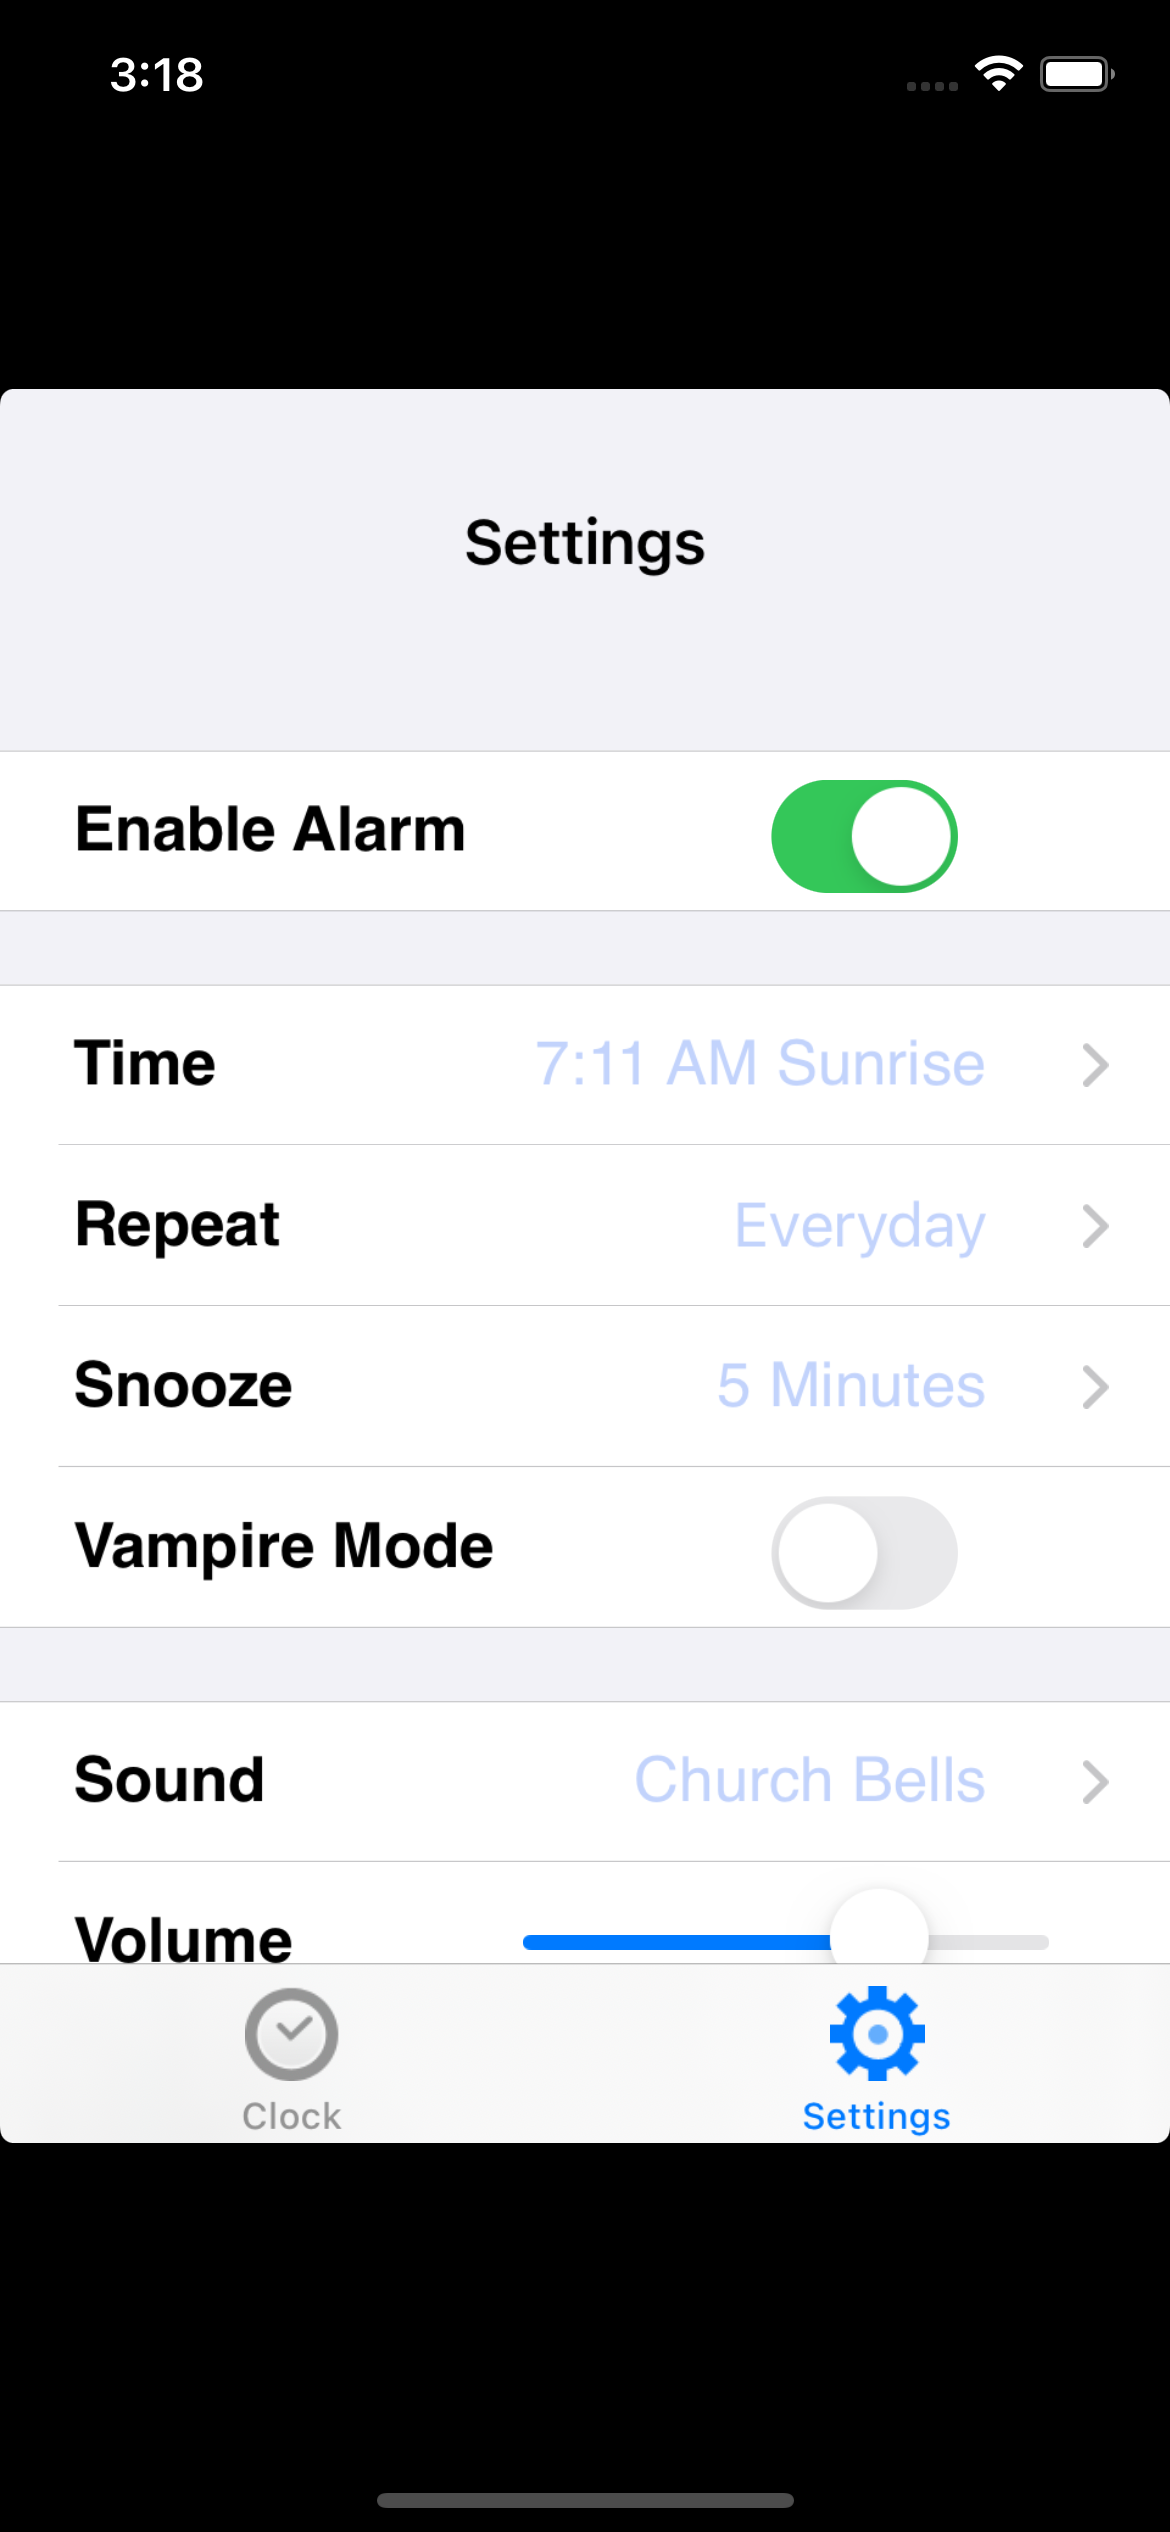 3:18
Settings
Enable Alarm
Time 7:11 AM Sunrise
Repeat Everyday
Snooze 5 Minutes
Vampire Mode
Sound Church Bells
Volume
Clock Settings